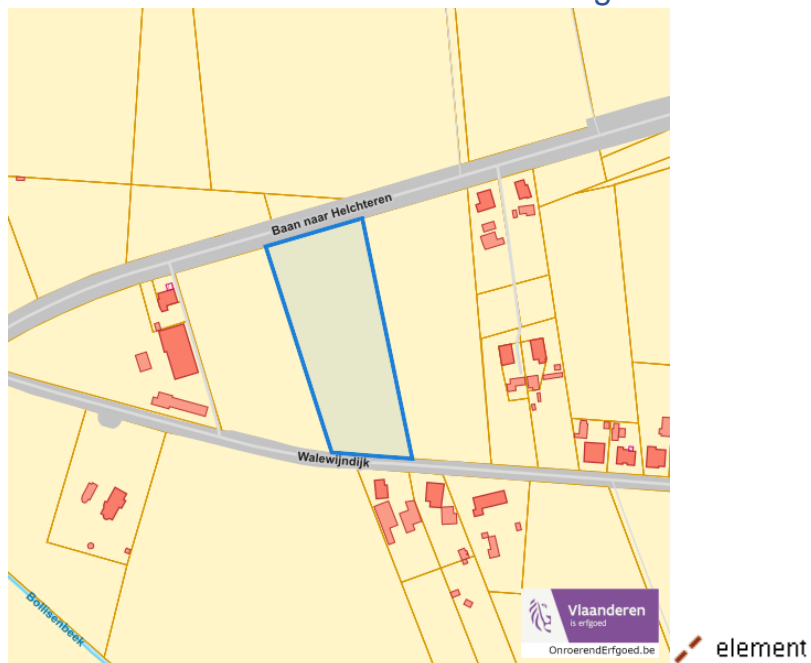 Baan naar Helchteren
Walewijndijk
Bollisenbeek
Vlaanderen
is erfgoed
OnroerendErfgoed.be
element